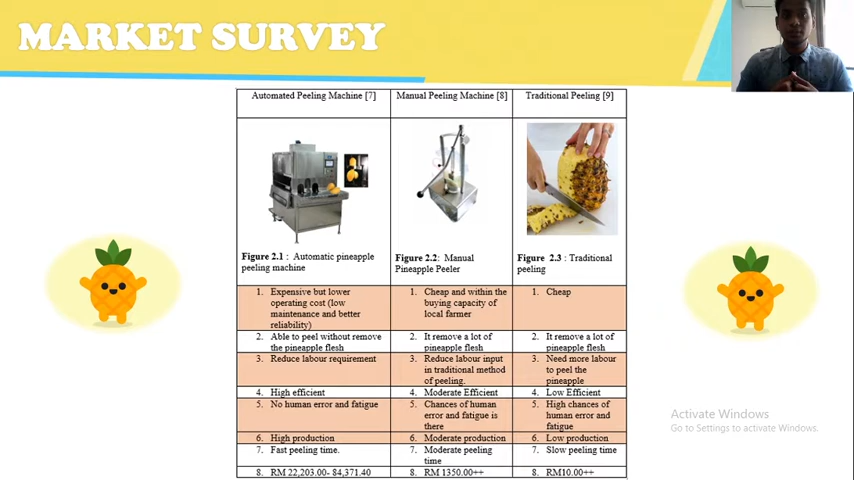 MARKET SURVEY
Automated Peeling Machine [7]
Manual Peeling Machine [8]
Traditional Peeling [9]
Figure 2.1 : Automatic pineapple
peeling machine
Figure 2.2: Manual
Pineapple Peeler
Figure 2.3 : Traditional
peeling
1. Expensive but lower
operating cost (low
maintenance and better
reliability)
1. Cheap and within the
buying capacity of
local farmer
1. Cheap
2. Able to peel without remove
the pineapple flesh
2. It remove a lot of
pineapple flesh
2. It remove a lot of
pineapple flesh
3. Reduce labour requirement
3. Reduce labour input
in traditional method
of peeling.
3. Need more labour
to peel the
pineapple
4. High efficient
4. Moderate Efficient
4. Low Efficient
5. No human error and fatigue
5. Chances of human
error and fatigue is
there
5. High chances of
human error and
fatigue
6. High production
6. Moderate production
6. Low production
7. Fast peeling time.
7. Moderate peeling
time
7. Slow peeling time
8. RM 22,203.00- 84,371.40
8. RM 1350.00++
8. RM10.00++
Activate Windows
Go to Settings to activate Windows.